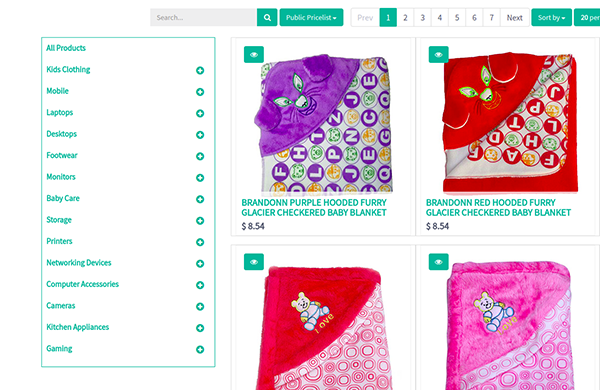 Search...
Public Pricelist
Prev 1 2 3 4 5 6 7 Next
Sort by
20 per
All Products
Kids Clothing
Mobile
Laptops
Desktops
Footwear
Monitors
Baby Care
Storage
Printers
Networking Devices
Computer Accessories
Cameras
Kitchen Appliances
Gaming
BRANDONN PURPLE HOODED FURRY
GLACIER CHECKERED BABY BLANKET
$ 8.54
BRANDONN RED HOODED FURRY
GLACIER CHECKERED BABY BLANKET
$ 8.54
Love
Love